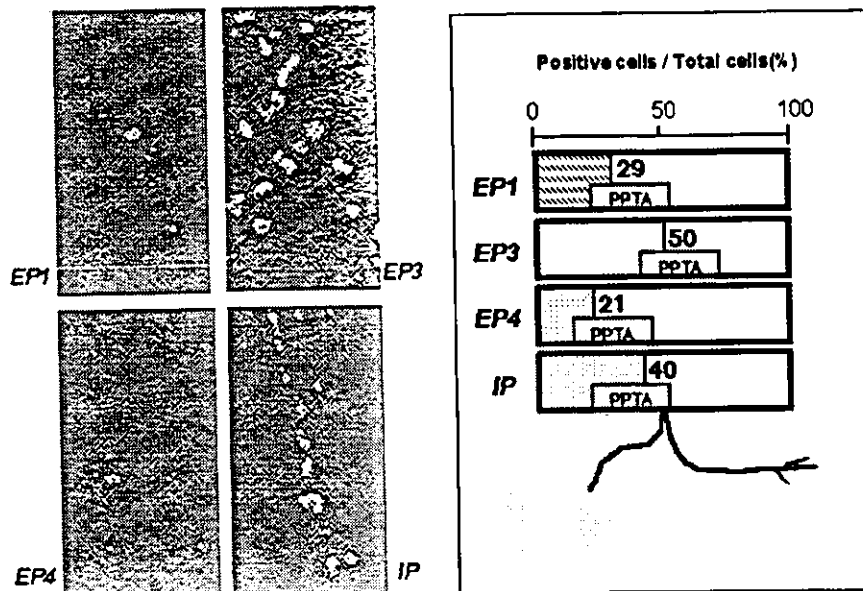 EP1
EP3
EP4
IP
Positive cells / Total cells(%)
0 50 100
EP1
29
PPTA
EP3
50
PPTA
EP4
21
PPTA
IP
40
PPTA